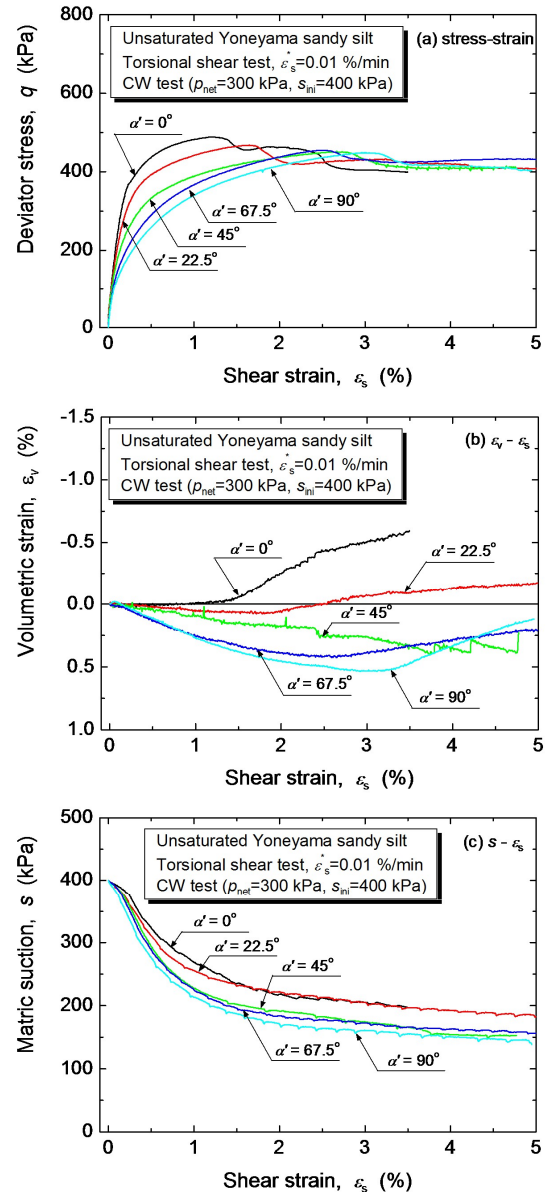 800
600
400
200
0
Deviator stress, q (kPa)
Unsaturated Yoneyama sandy silt
Torsional shear test, ε*s=0.01 %/min
CW test (pnet=300 kPa, sini=400 kPa)
(a) stress-strain
α′= 0°
α′ = 67.5°
α′ = 90°
α′ = 45°
α′ = 22.5°
0 1 2 3 4 5
Shear strain, εs (%)
-1.5
-1.0
-0.5
0.0
0.5
1.0
Volumetric strain, εv (%)
Unsaturated Yoneyama sandy silt
Torsional shear test, ε*s=0.01 %/min
CW test (pnet=300 kPa, sini=400 kPa)
(b) εv - εs
α′= 0°
α′ = 22.5°
α′ = 45°
α′ = 67.5°
α′ = 90°
0 1 2 3 4 5
Shear strain, εs (%)
500
400
300
200
100
0
Matric suction, s (kPa)
Unsaturated Yoneyama sandy silt
Torsional shear test, ε*s=0.01 %/min
CW test (pnet=300 kPa, sini=400 kPa)
(c) s - εs
α′= 0°
α′ = 22.5°
α′ = 45°
α′ = 67.5°
α′ = 90°
0 1 2 3 4 5
Shear strain, εs (%)